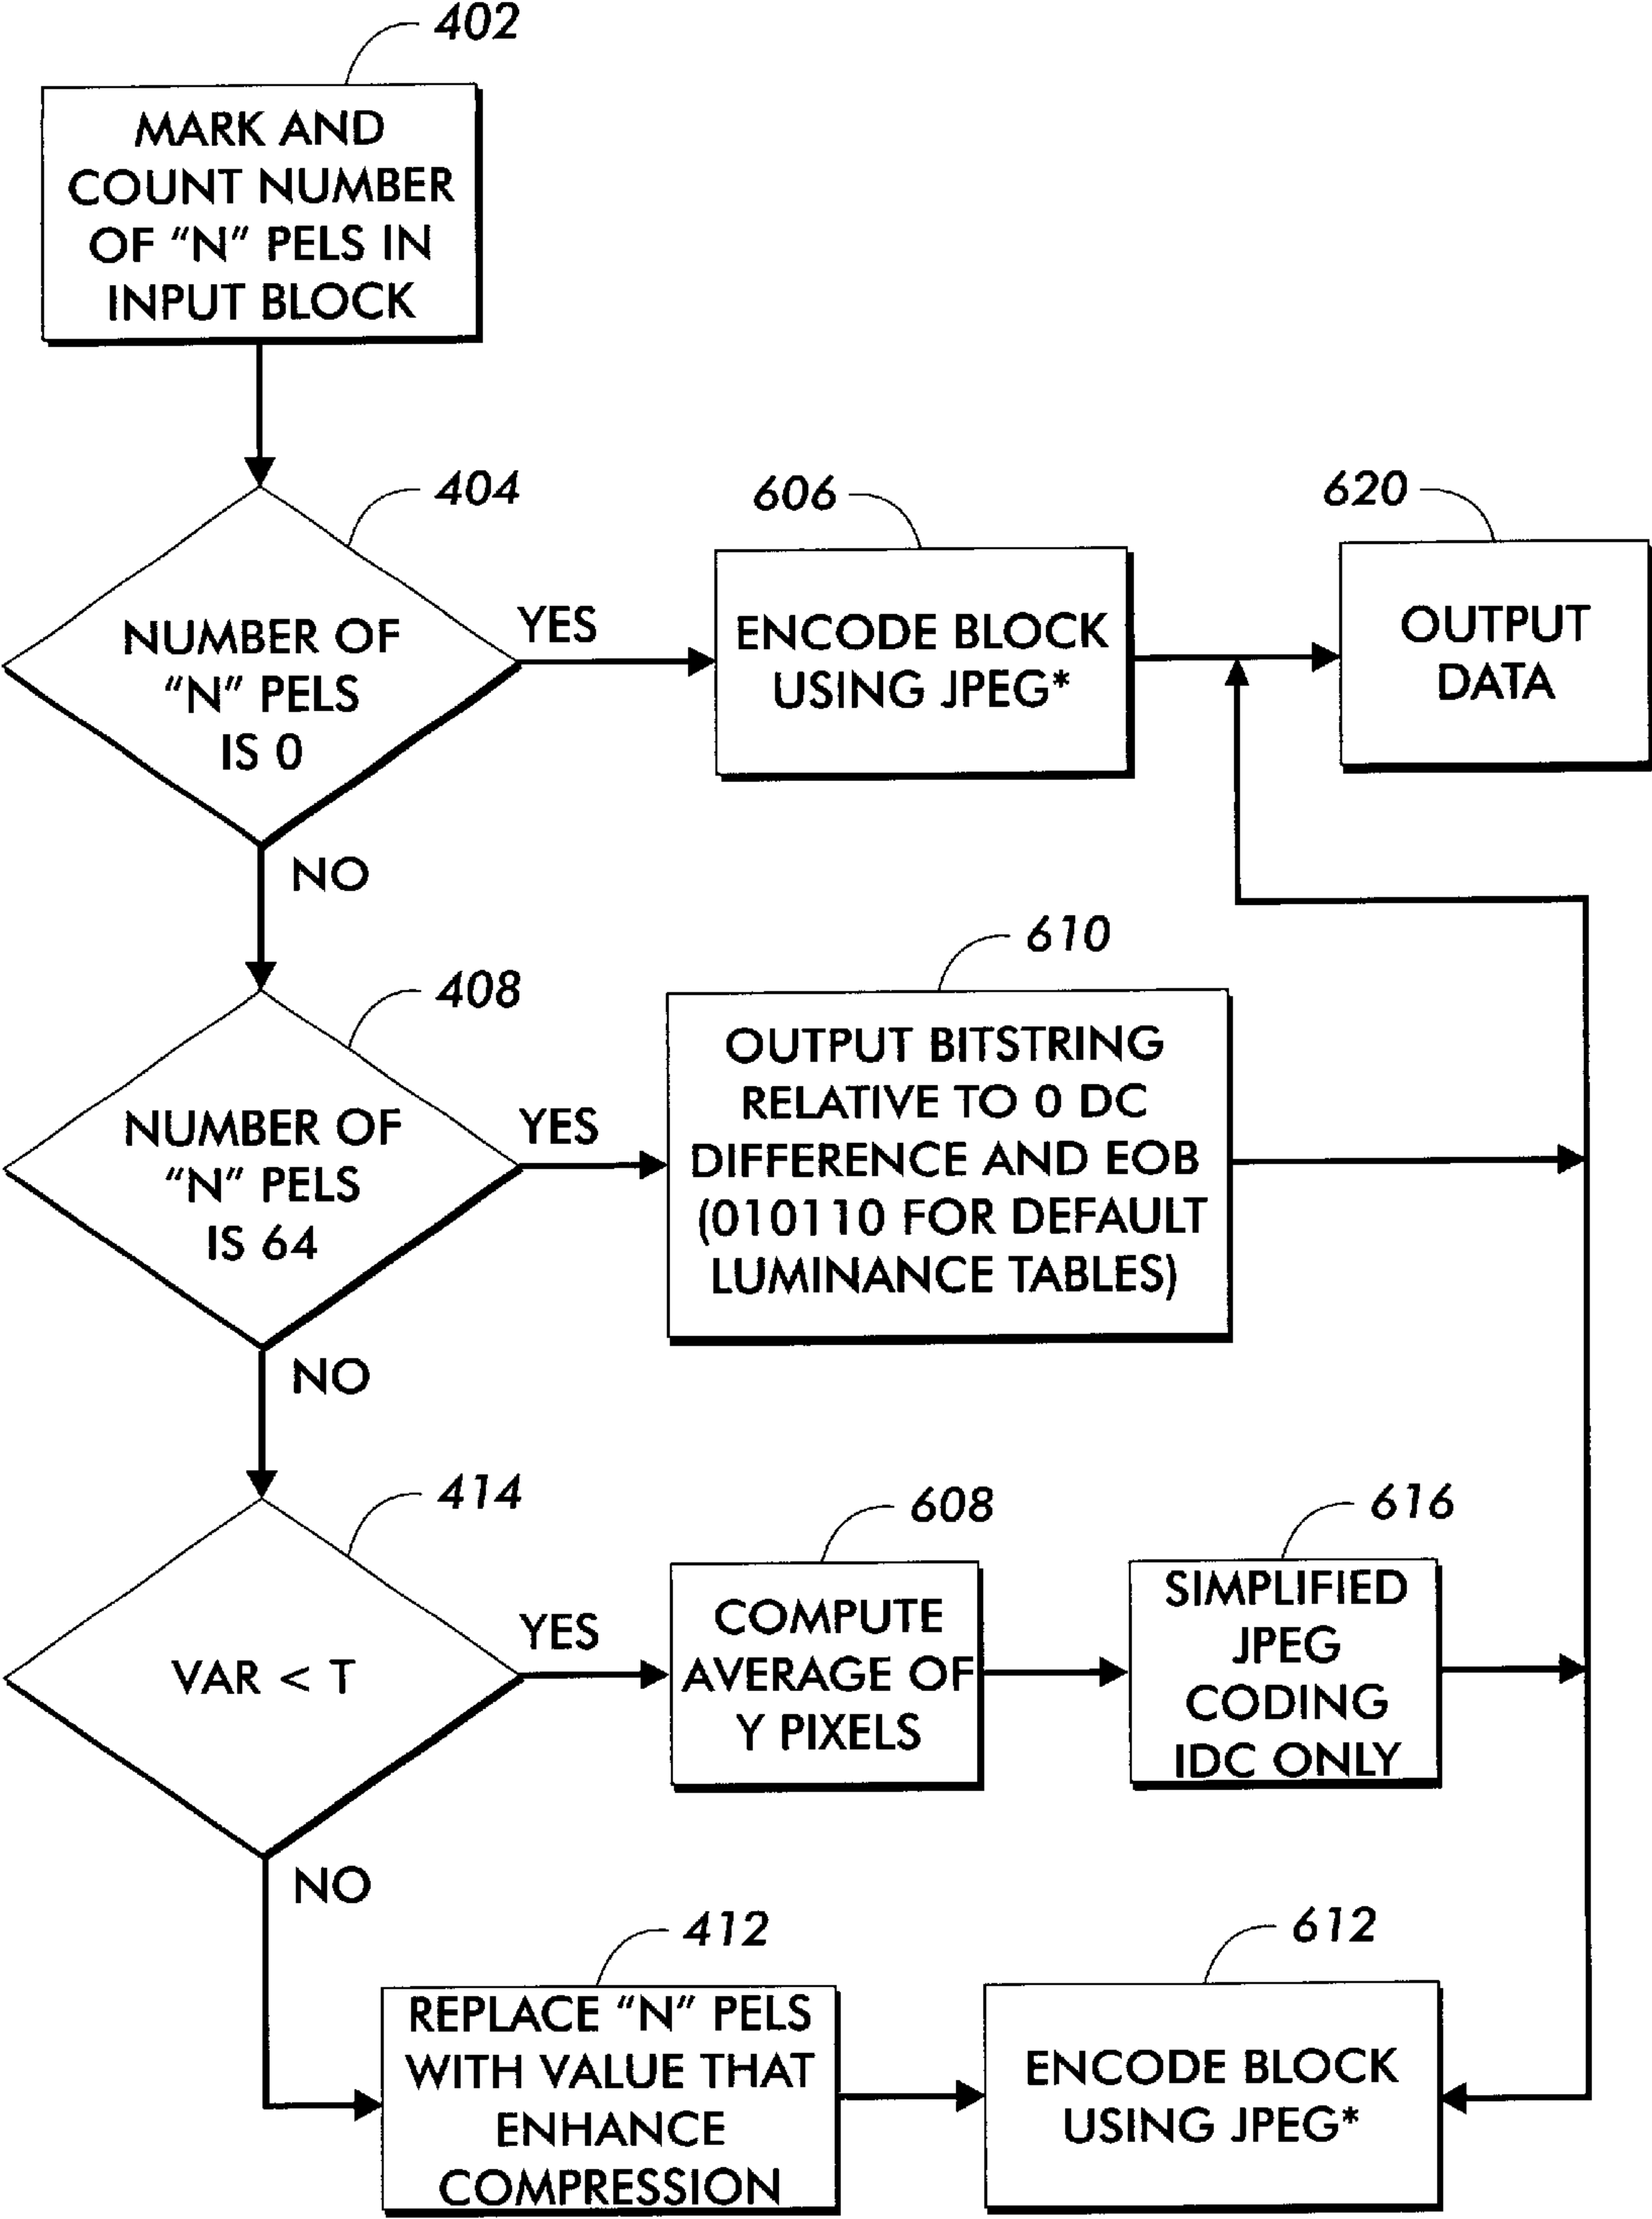 402
MARK AND
COUNT NUMBER
OF "N" PELS IN
INPUT BLOCK
404
NUMBER OF
"N" PELS
IS 0
YES
NO
606
ENCODE BLOCK
USING JPEG*
620
OUTPUT
DATA
408
NUMBER OF
"N" PELS
IS 64
YES
NO
610
OUTPUT BITSTRING
RELATIVE TO 0 DC
DIFFERENCE AND EOB
(010110 FOR DEFAULT
LUMINANCE TABLES)
414
VAR < T
YES
NO
608
COMPUTE
AVERAGE OF
Y PIXELS
616
SIMPLIFIED
JPEG
CODING
IDC ONLY
412
REPLACE "N" PELS
WITH VALUE THAT
ENHANCE
COMPRESSION
612
ENCODE BLOCK
USING JPEG*